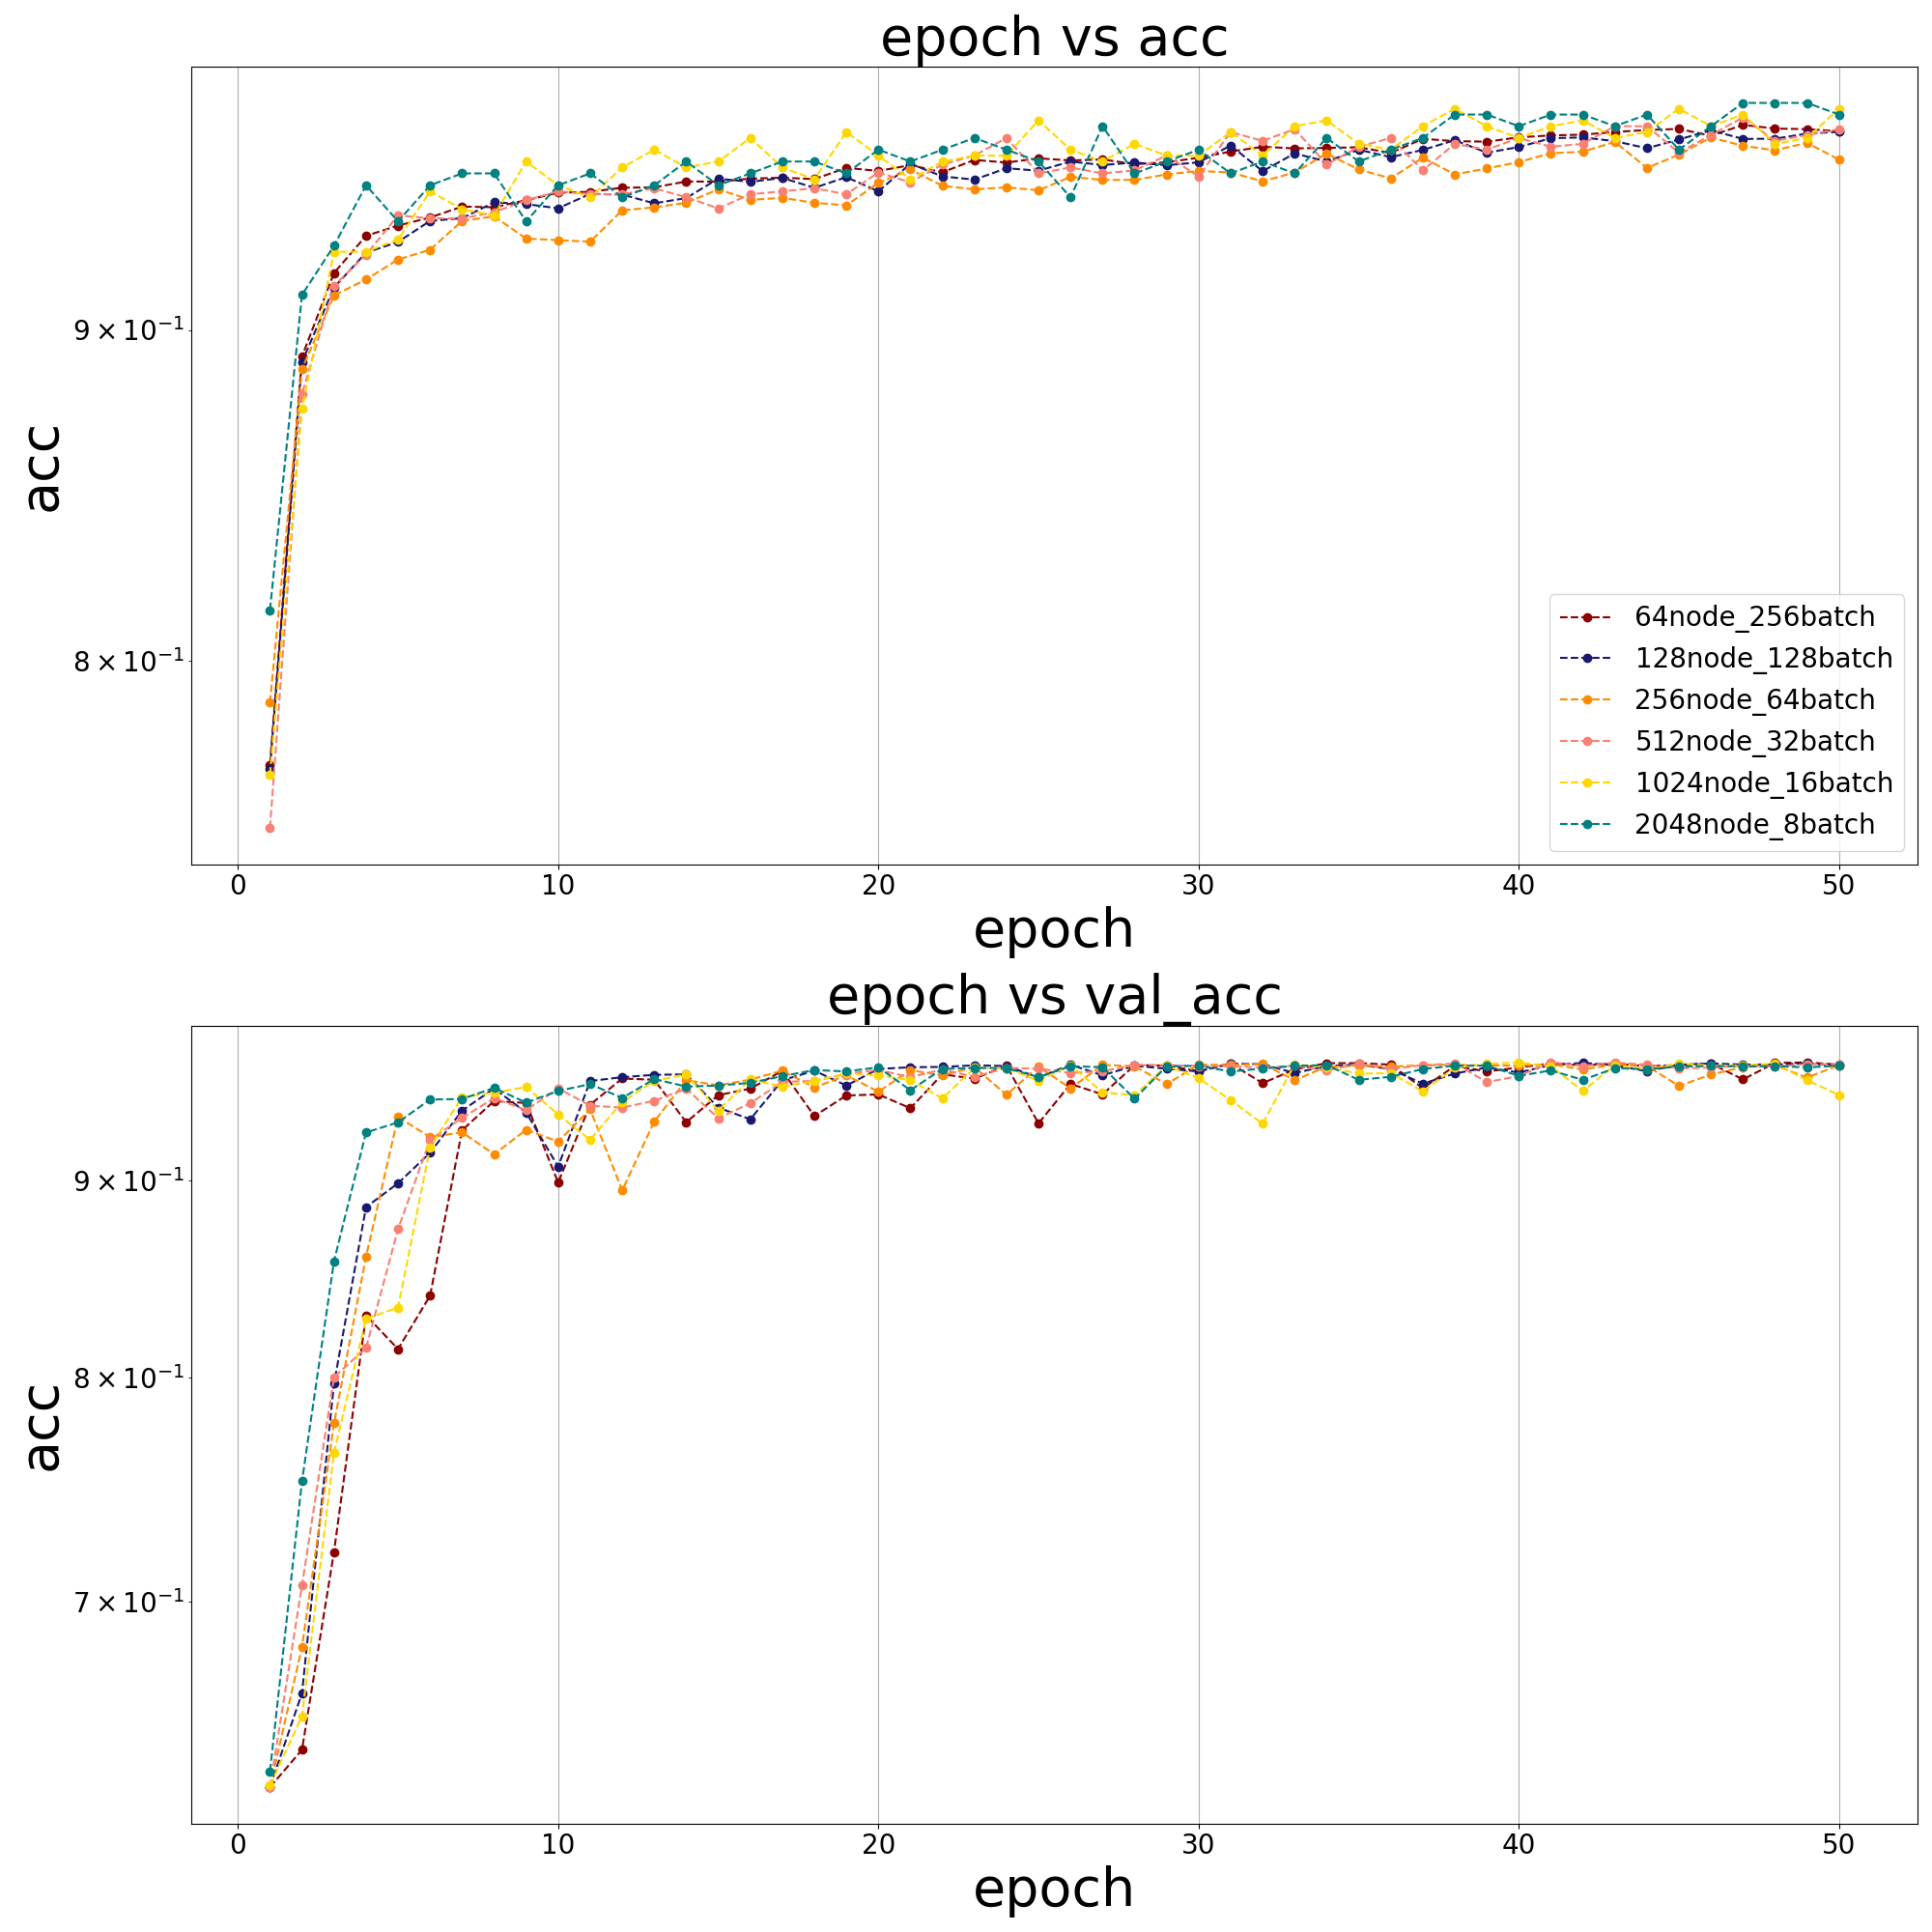 epoch vs acc
acc
9 × 10⁻¹
8 × 10⁻¹
64node_256batch
128node_128batch
256node_64batch
512node_32batch
1024node_16batch
2048node_8batch
0 10 20 30 40 50
epoch
epoch vs val_acc
acc
9 × 10⁻¹
8 × 10⁻¹
7 × 10⁻¹
0 10 20 30 40 50
epoch